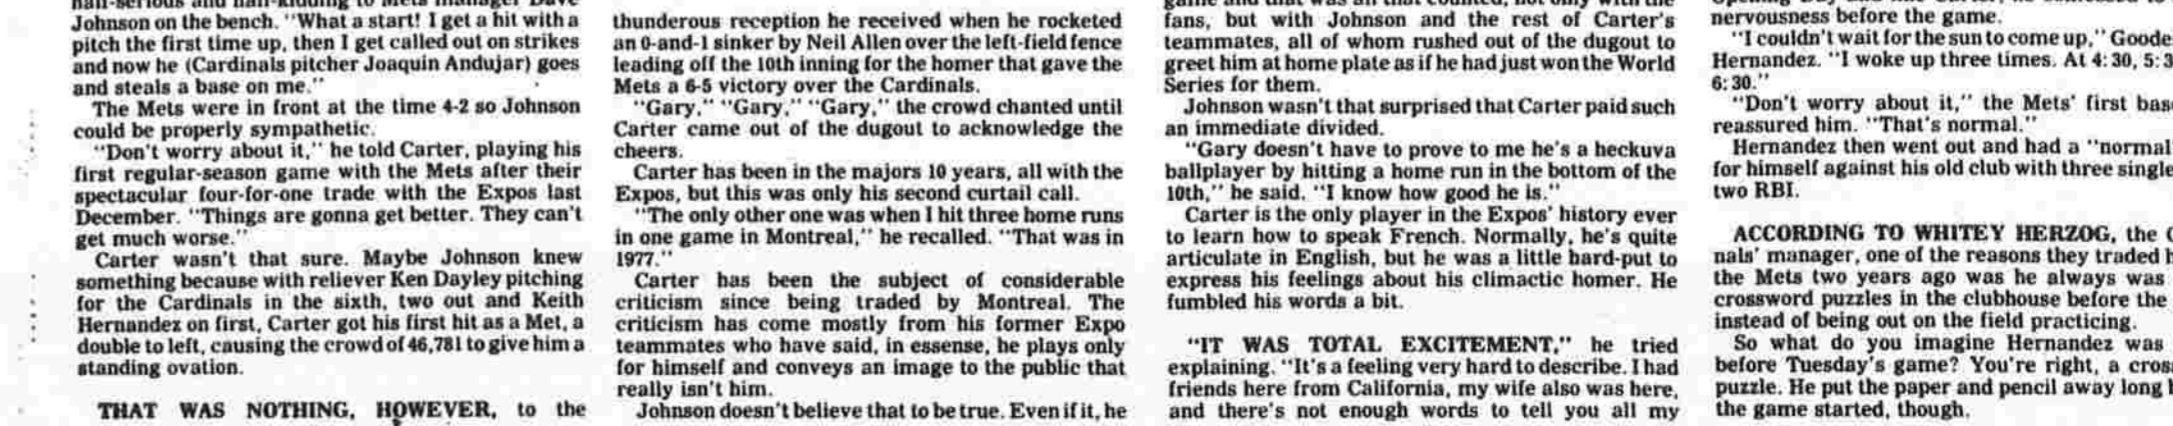 Johnson on the bench. "What a start! I get a hit with a
pitch the first time up, then I get called out on strikes
and now he (Cardinals pitcher Joaquin Andujar) goes
and steals a base on me."
The Mets were in front at the time 4-2 so Johnson
could be properly sympathetic.
"Don't worry about it," he told Carter, playing his
first regular-season game with the Mets after their
spectacular four-for-one trade with the Expos last
December. "Things are gonna get better. They can't
get much worse."
Carter wasn't that sure. Maybe Johnson knew
something because with reliever Ken Dayley pitching
for the Cardinals in the sixth, two out and Keith
Hernandez on first, Carter got his first hit as a Met, a
double to left, causing the crowd of 46,781 to give him a
standing ovation.
THAT WAS NOTHING, HOWEVER, to the
thunderous reception he received when he rocketed
an 0-and-1 sinker by Neil Allen over the left-field fence
leading off the 10th inning for the homer that gave the
Mets a 6-5 victory over the Cardinals.
"Gary," "Gary," "Gary," the crowd chanted until
Carter came out of the dugout to acknowledge the
cheers.
Carter has been in the majors 10 years, all with the
Expos, but this was only his second curtail call.
"The only other one was when I hit three home runs
in one game in Montreal," he recalled. "That was in
1977."
Carter has been the subject of considerable
criticism since being traded by Montreal. The
criticism has come mostly from his former Expo
teammates who have said, in essense, he plays only
for himself and conveys an image to the public that
really isn't him.
Johnson doesn't believe that to be true. Even if it, he
fans, but with Johnson and the rest of Carter's
teammates, all of whom rushed out of the dugout to
greet him at home plate as if he had just won the World
Series for them.
Johnson wasn't that surprised that Carter paid such
an immediate divided.
"Gary doesn't have to prove to me he's a heckuva
ballplayer by hitting a home run in the bottom of the
10th," he said. "I know how good he is."
Carter is the only player in the Expos' history ever
to learn how to speak French. Normally, he's quite
articulate in English, but he was a little hard-put to
express his feelings about his climactic homer. He
fumbled his words a bit.
"IT WAS TOTAL EXCITEMENT," he tried
explaining. "It's a feeling very hard to describe. I had
friends here from California, my wife also was here,
and there's not enough words to tell you all my
nervousness before the game.
"I couldn't wait for the sun to come up," Goode
Hernandez. "I woke up three times. At 4:30, 5:3
6:30."
"Don't worry about it," the Mets' first bas
reassured him. "That's normal."
Hernandez then went out and had a "normal
for himself against his old club with three single
two RBI.
ACCORDING TO WHITEY HERZOG, the
nals' manager, one of the reasons they traded
the Mets two years ago was he always was
crossword puzzles in the clubhouse before the
instead of being out on the field practicing.
So what do you imagine Hernandez was
before Tuesday's game? You're right, a cros
puzzle. He put the paper and pencil away long
the game started, though.